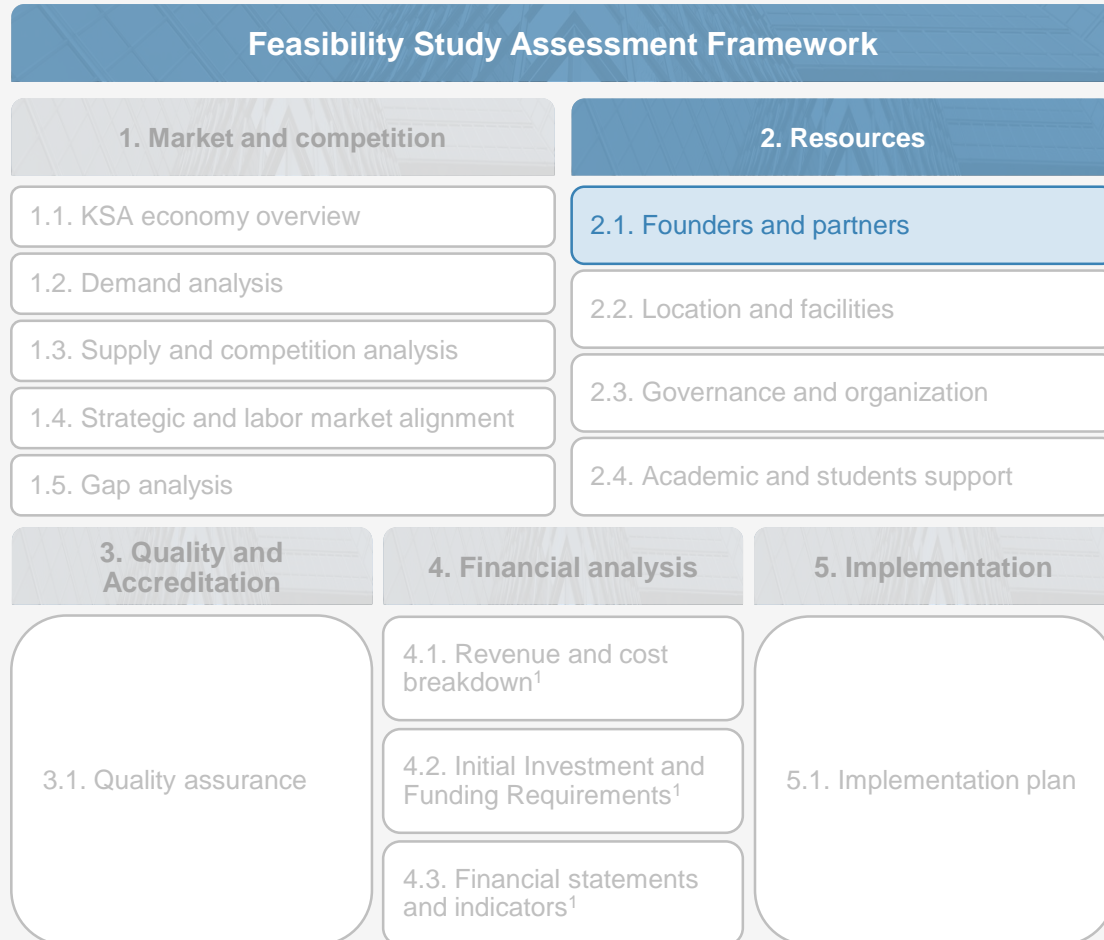 Feasibility Study Assessment Framework
1. Market and competition
1.1. KSA economy overview
1.2. Demand analysis
1.3. Supply and competition analysis
1.4. Strategic and labor market alignment
1.5. Gap analysis
2. Resources
2.1. Founders and partners
2.2. Location and facilities
2.3. Governance and organization
2.4. Academic and students support
3. Quality and
Accreditation
3.1. Quality assurance
4. Financial analysis
4.1. Revenue and cost
breakdown¹
4.2. Initial Investment and
Funding Requirements¹
4.3. Financial statements
and indicators¹
5. Implementation
5.1. Implementation plan